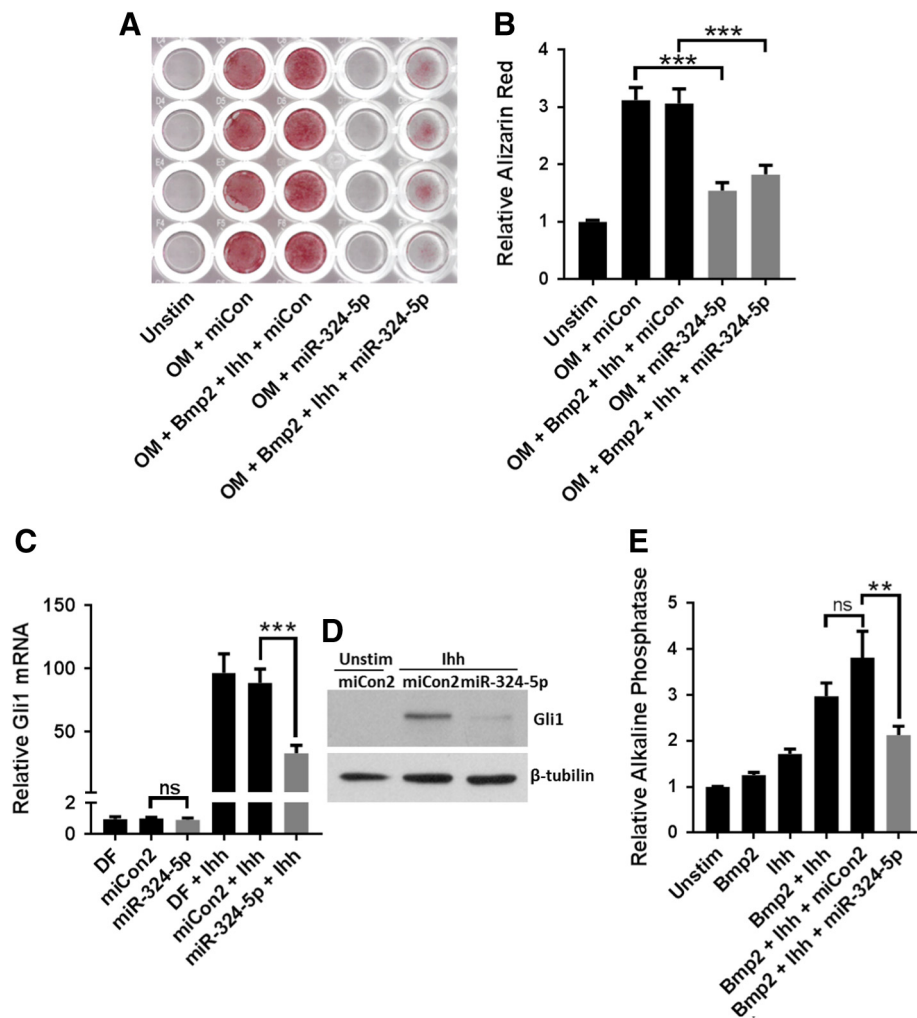 A
Unstim
OM + miCon
OM + Bmp2 + Ihh + miCon
OM + miR-324-5p
OM + Bmp2 + Ihh + miR-324-5p
B
Relative Alizarin Red
4
3
2
1
0
***
***
Unstim
OM + miCon
OM + Bmp2 + Ihh + miCon
OM + miR-324-5p
OM + Bmp2 + Ihh + miR-324-5p
C
Relative Gli1 mRNA
150
100
50
2
0
ns
***
DF
miCon2
miR-324-5p
DF + Ihh
miCon2 + Ihh
miR-324-5p + Ihh
D
Unstim Ihh
miCon2 miCon2 miR-324-5p
Gli1
β-tubilin
E
Relative Alkaline Phosphatase
5
4
3
2
1
0
ns
**
Unstim
Bmp2
Ihh
Bmp2 + Ihh
Bmp2 + Ihh + miCon2
Bmp2 + Ihh + miR-324-5p